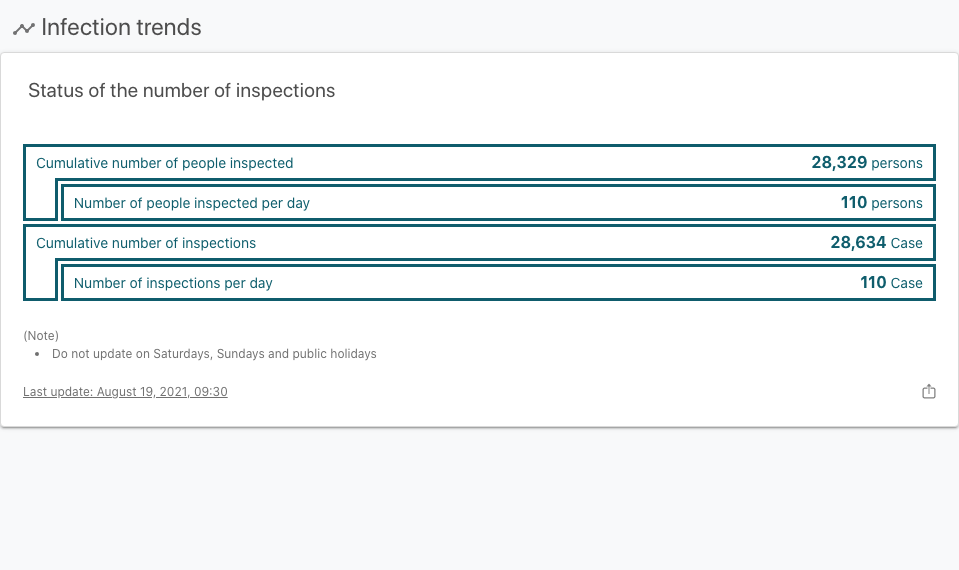 Infection trends
Status of the number of inspections
Cumulative number of people inspected 28,329 persons
Number of people inspected per day 110 persons
Cumulative number of inspections 28,634 Case
Number of inspections per day 110 Case
(Note)
• Do not update on Saturdays, Sundays and public holidays
Last update: August 19, 2021, 09:30